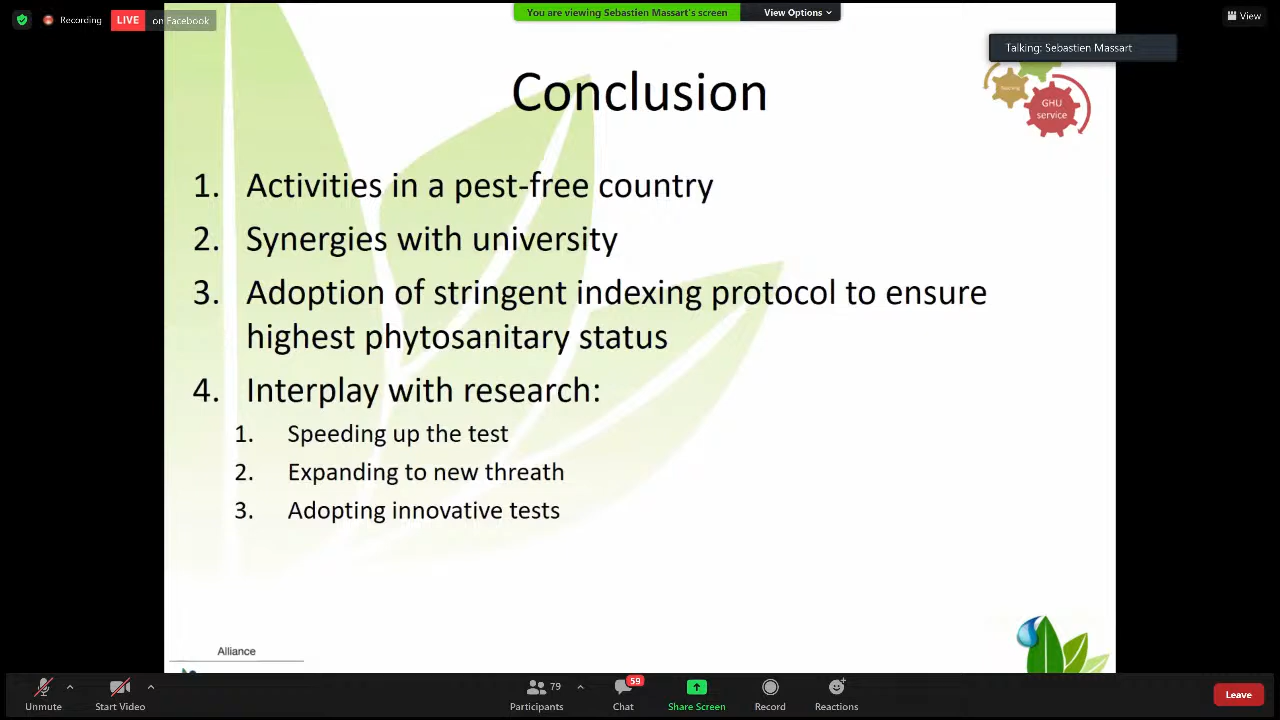 Recording
LIVE on Facebook
You are viewing Sebastien Massart's screen
View Options
View
Talking: Sebastien Massart
Conclusion
GHU
service
1. Activities in a pest-free country
2. Synergies with university
3. Adoption of stringent indexing protocol to ensure
highest phytosanitary status
4. Interplay with research:
1. Speeding up the test
2. Expanding to new threath
3. Adopting innovative tests
Alliance
Unmute
Start Video
79
Participants
59
Chat
Share Screen
Record
Reactions
Leave